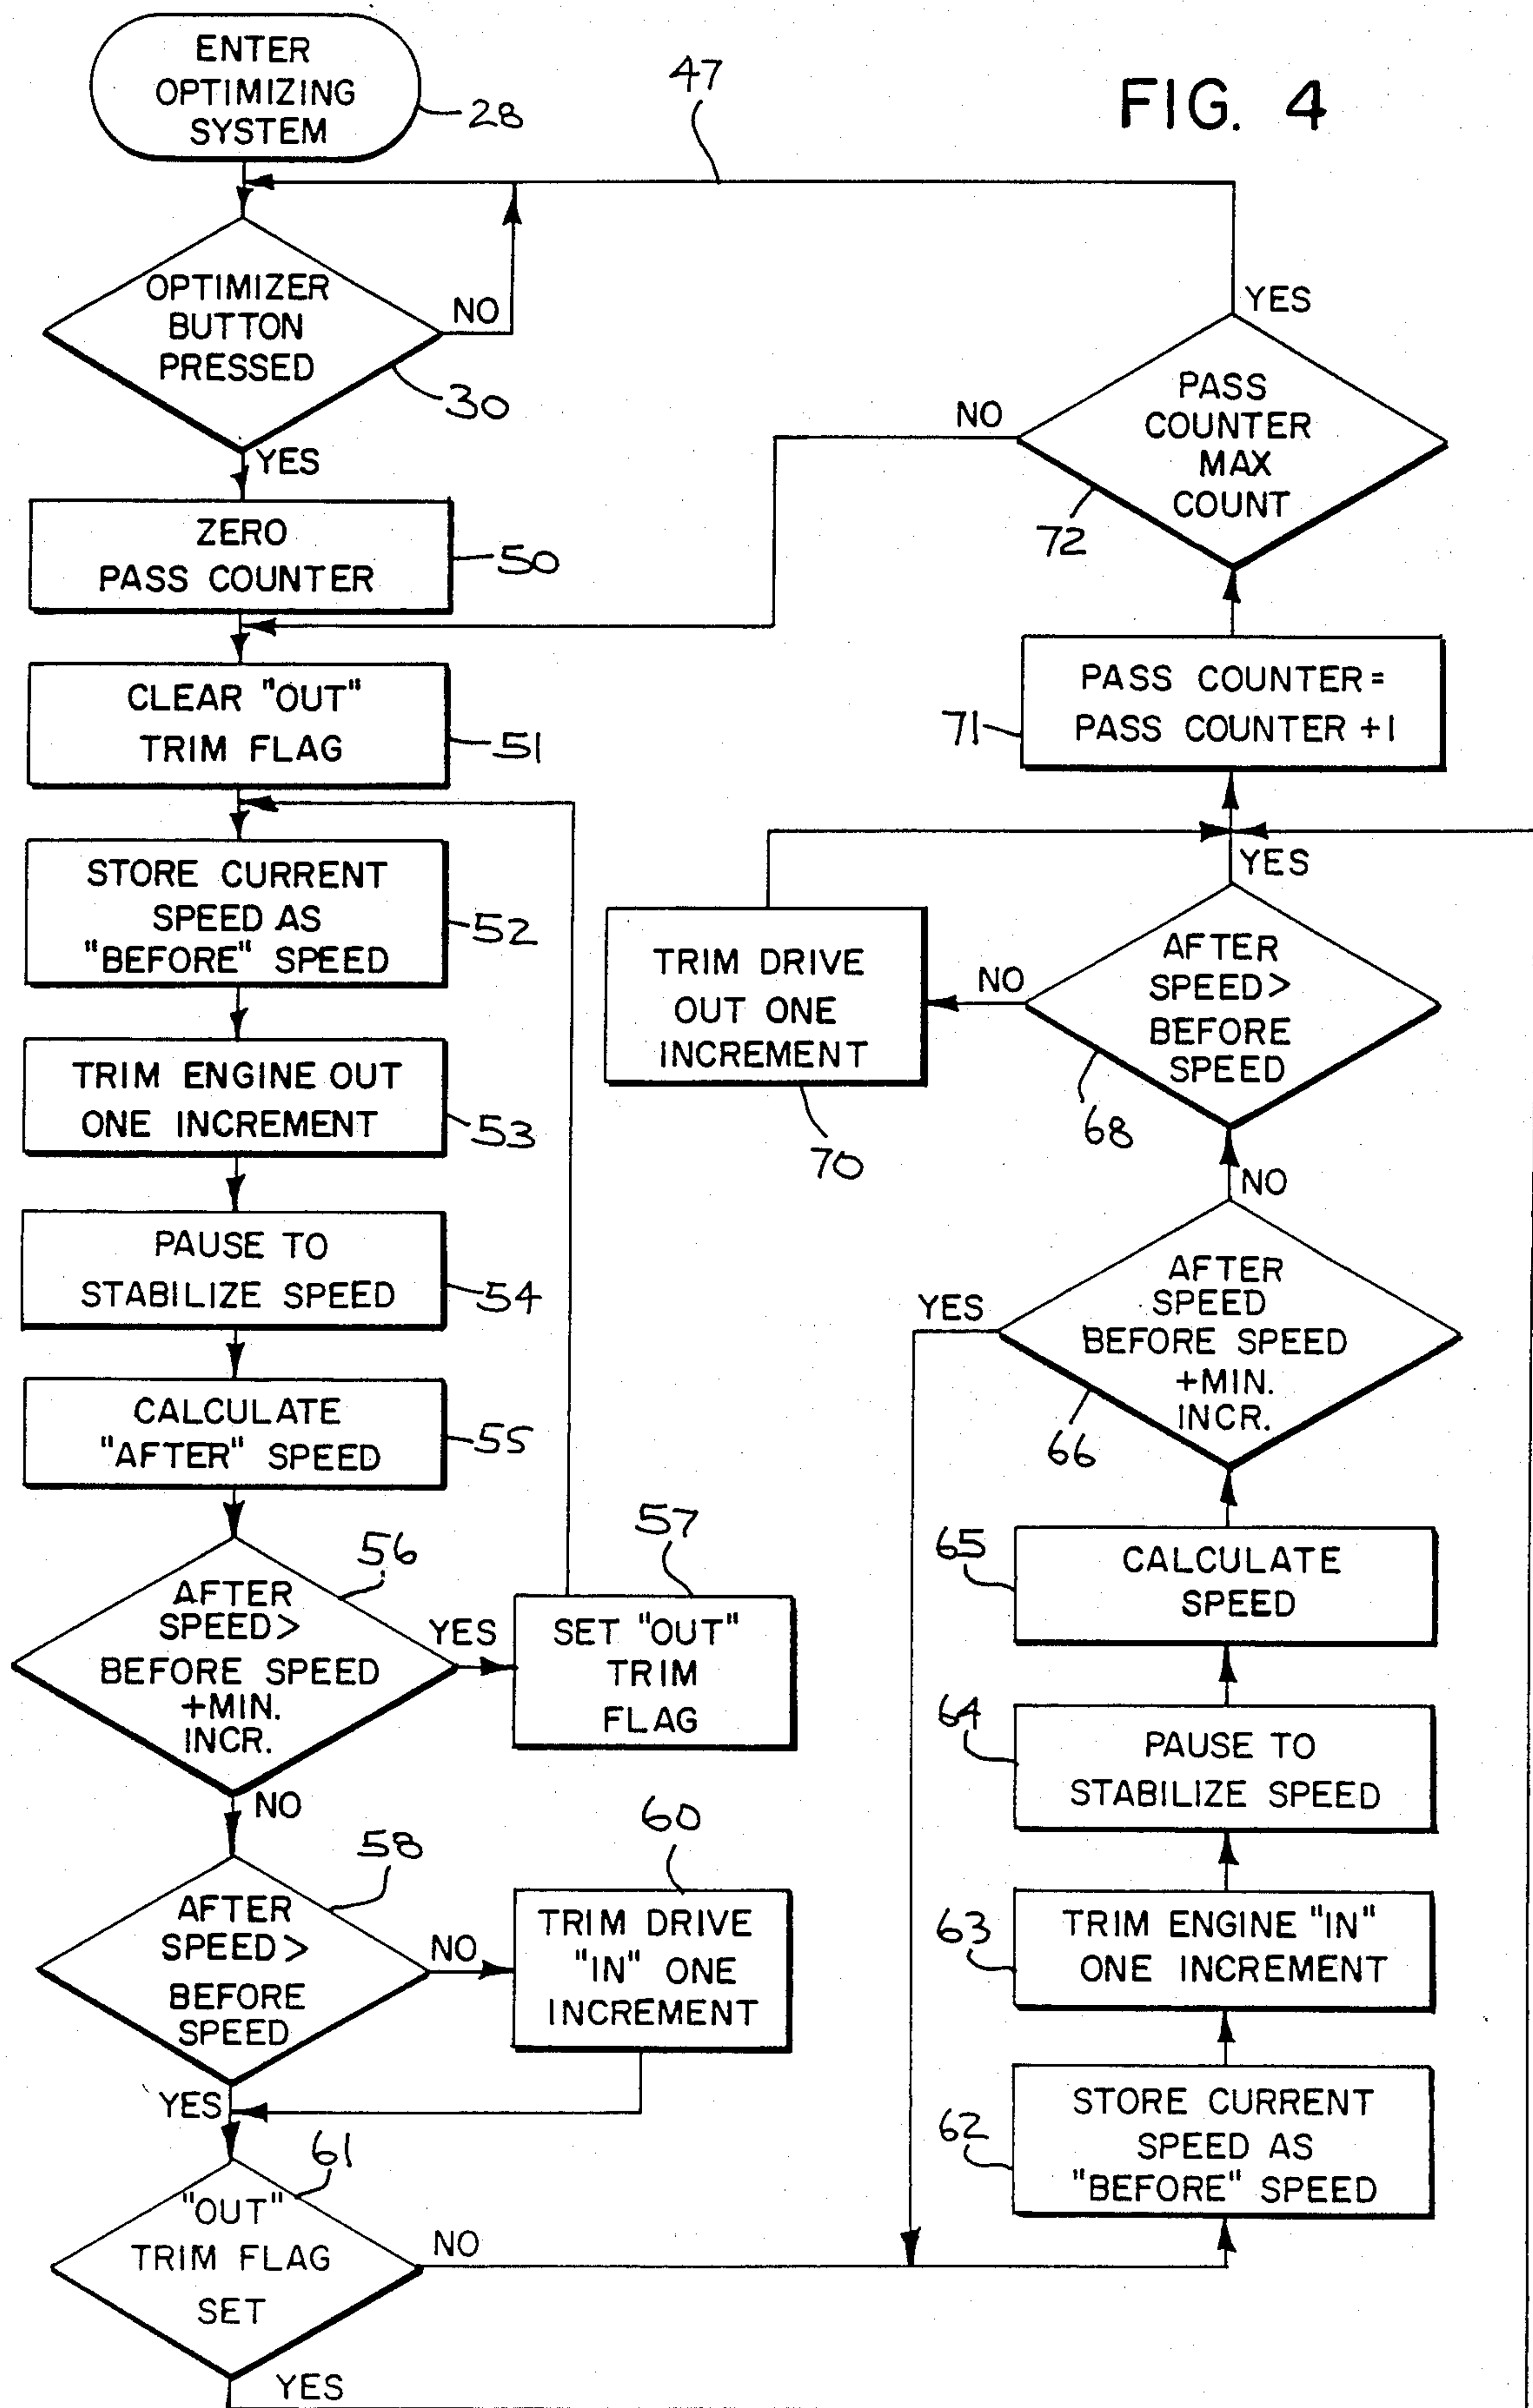 FIG. 4
ENTER
OPTIMIZING
SYSTEM
28
47
OPTIMIZER
BUTTON
PRESSED
NO
30
YES
ZERO
PASS COUNTER
50
CLEAR "OUT"
TRIM FLAG
51
STORE CURRENT
SPEED AS
"BEFORE" SPEED
52
TRIM ENGINE OUT
ONE INCREMENT
53
PAUSE TO
STABILIZE SPEED
54
CALCULATE
"AFTER" SPEED
55
56
AFTER
SPEED>
BEFORE SPEED
+MIN.
INCR.
YES
57
SET "OUT"
TRIM
FLAG
NO
58
AFTER
SPEED>
BEFORE
SPEED
NO
60
TRIM DRIVE
"IN" ONE
INCREMENT
YES
61
"OUT"
TRIM FLAG
SET
NO
YES
YES
PASS
COUNTER
MAX
COUNT
NO
72
PASS COUNTER=
PASS COUNTER +1
71
YES
AFTER
SPEED>
BEFORE
SPEED
NO
68
TRIM DRIVE
OUT ONE
INCREMENT
70
NO
AFTER
SPEED
BEFORE SPEED
+MIN.
INCR.
YES
66
65
CALCULATE
SPEED
64
PAUSE TO
STABILIZE SPEED
63
TRIM ENGINE "IN"
ONE INCREMENT
62
STORE CURRENT
SPEED AS
"BEFORE" SPEED